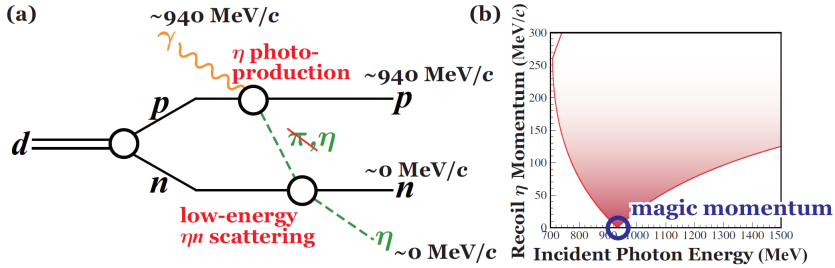 (a)
~940 MeV/c
γ
η photo-
production
~940 MeV/c
p
p
d
π,η
~0 MeV/c
n
n
low-energy
ηn scattering
η
~0 MeV/c
(b)
Recoil η Momentum (MeV/c)
300
250
200
150
100
50
0
magic momentum
700 800 900 1000 1100 1200 1300 1400 1500
Incident Photon Energy (MeV)